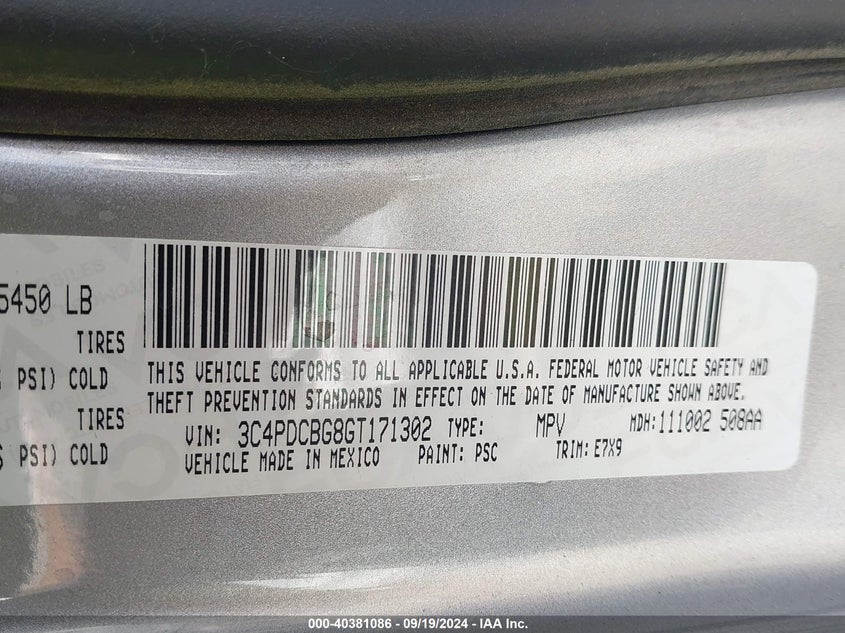 5450 LB
TIRES
PSI) COLD
TIRES
PSI) COLD
THIS VEHICLE CONFORMS TO ALL APPLICABLE U.S.A. FEDERAL MOTOR VEHICLE SAFETY AND
THEFT PREVENTION STANDARDS IN EFFECT ON THE DATE OF MANUFACTURE SHOWN ABOVE.
VIN: 3C4PDCBG8GT171302 TYPE: MPV MDH: 111002 508AA
VEHICLE MADE IN MEXICO PAINT: PSC TRIM: E7X9
000-40381086 - 09/19/2024 - IAA Inc.